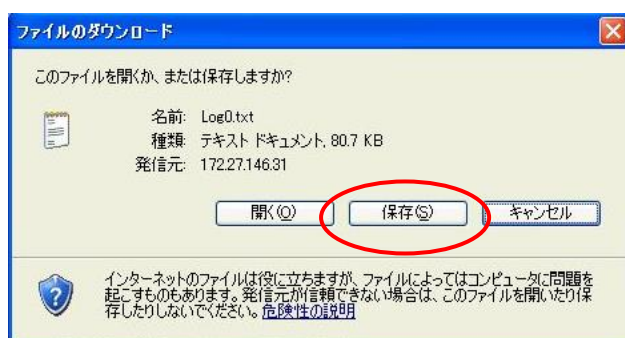 ファイルのダウンロード
このファイルを開くか、または保存しますか?
名前: Log0.txt
種類: テキスト ドキュメント, 80.7 KB
発信元: 172.27.146.31
開く(O) 保存(S) キャンセル
インターネットのファイルは役に立ちますが、ファイルによってはコンピュータに問題を
起こすものもあります。発信元が信頼できない場合は、このファイルを開いたり保
存したりしないでください。危険性の説明